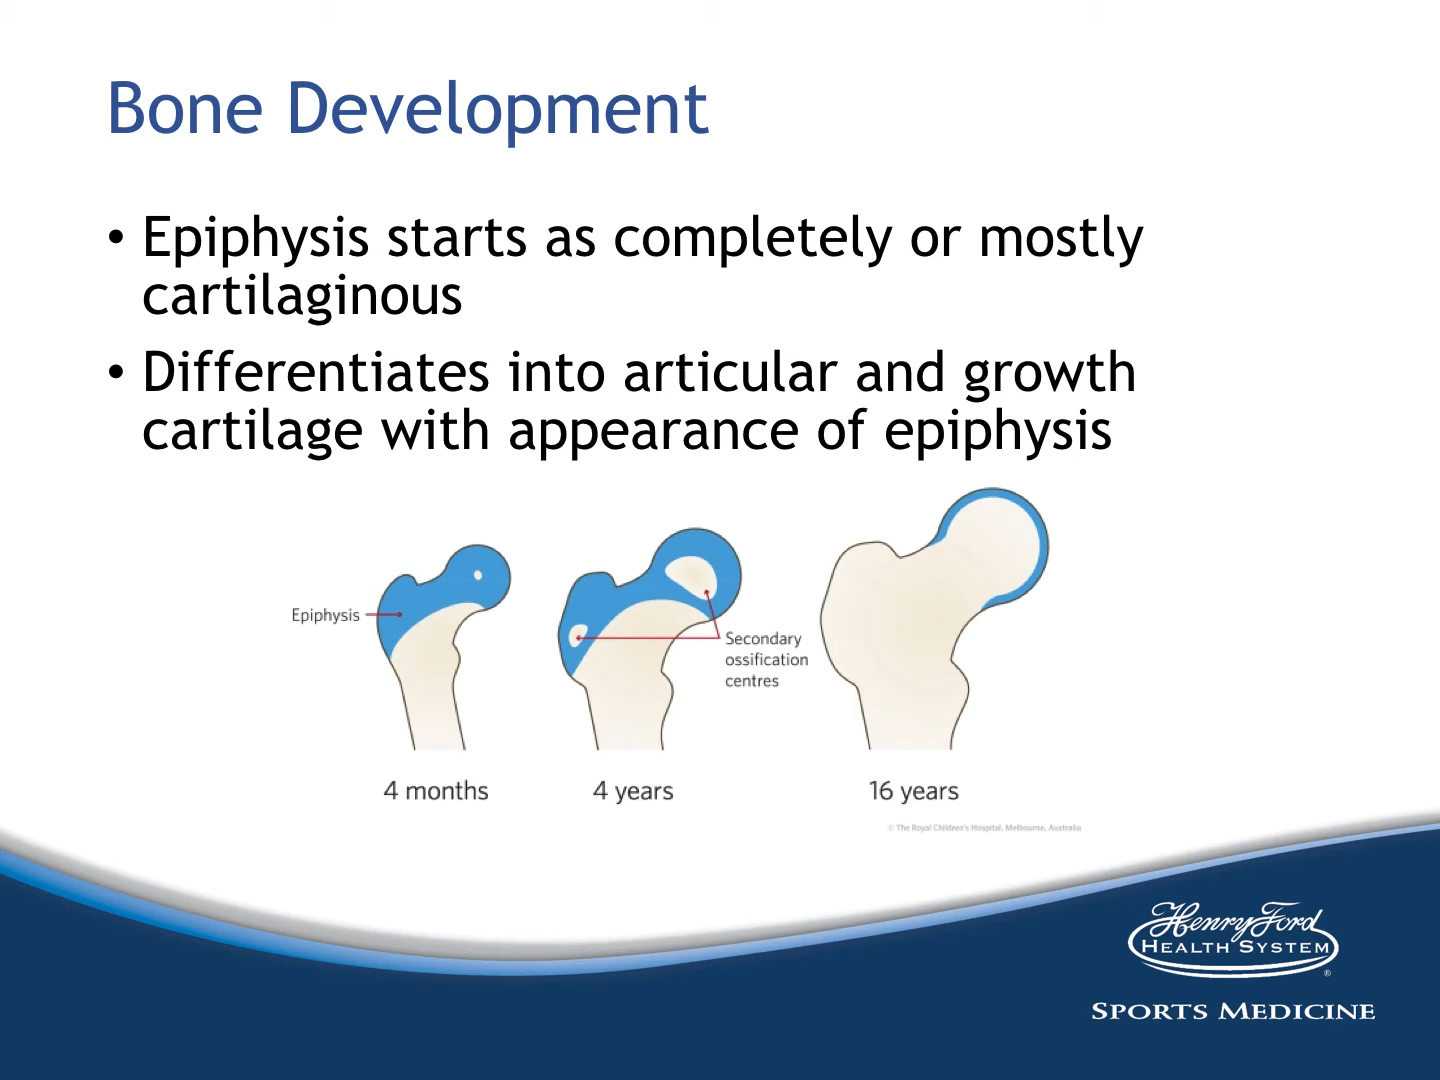 Bone Development
• Epiphysis starts as completely or mostly
cartilaginous
• Differentiates into articular and growth
cartilage with appearance of epiphysis
Epiphysis
Secondary
ossification
centres
4 months
4 years
16 years
© The Royal Children's Hospital, Melbourne, Australia
Henry Ford
HEALTH SYSTEM
®
SPORTS MEDICINE